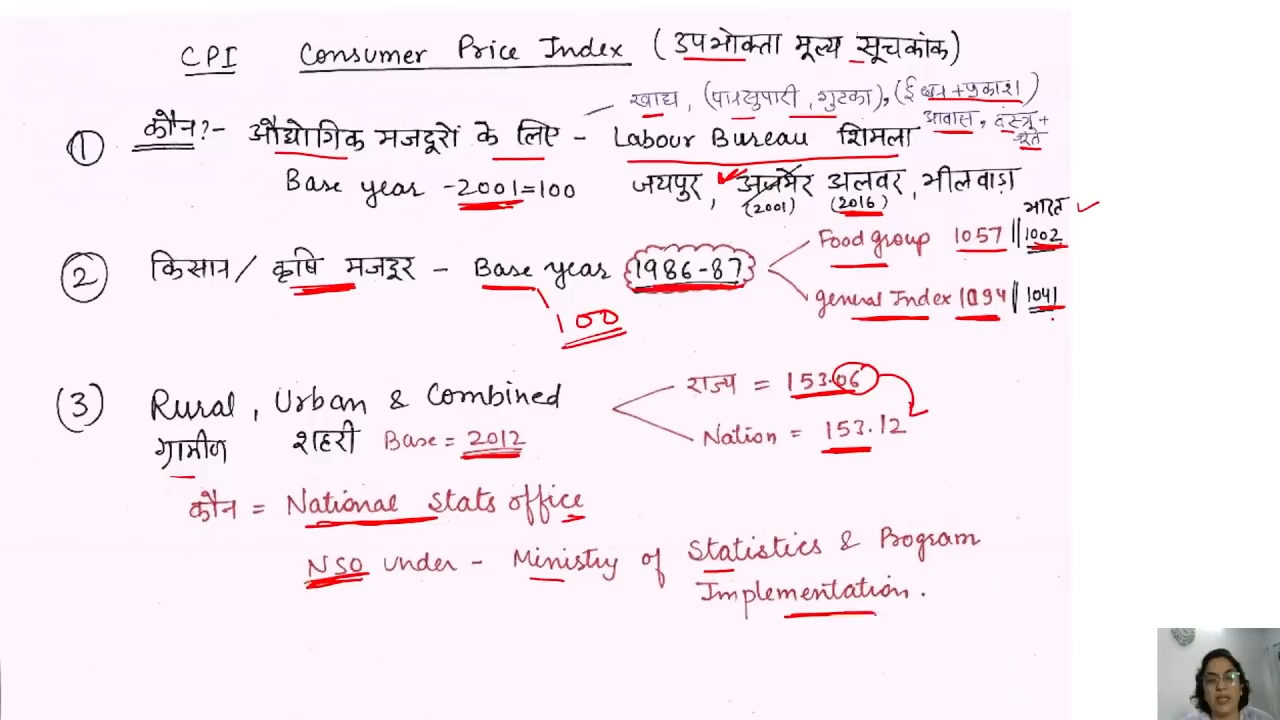 CPI Consumer Price Index (उपभोक्ता मूल्य सूचकांक)
खाद्य, (पानसुपारी, गुटका), (ईंधन + प्रकाश)
आवास, वस्त्र +
जूते
① कौन?- औद्योगिक मजदूरों के लिए - Labour Bureau शिमला
Base year - 2001=100 जयपुर, अजमेर अलवर, भीलवाड़ा
(2001) (2016)
भारत
② किसान/ कृषि मजदूर - Base year 1986-87
Food group 1057 || 1002
general Index 1094 || 1041
100
(3) Rural, Urban & Combined
ग्रामीण शहरी Base = 2012
राज्य = 153.06
Nation = 153.12
कौन = National Stats office
NSO under - Ministry of Statistics & Program
Implementation.